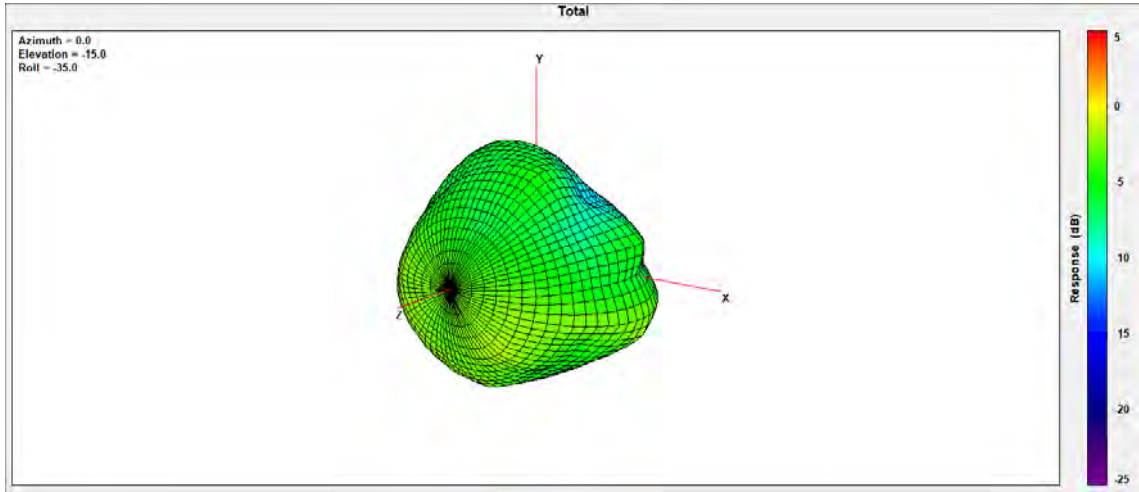 Total
Azimuth = 0.0
Elevation = -15.0
Roll = -35.0
Y
X
Z
5
0
5
10
15
-20
-25
Response (dB)